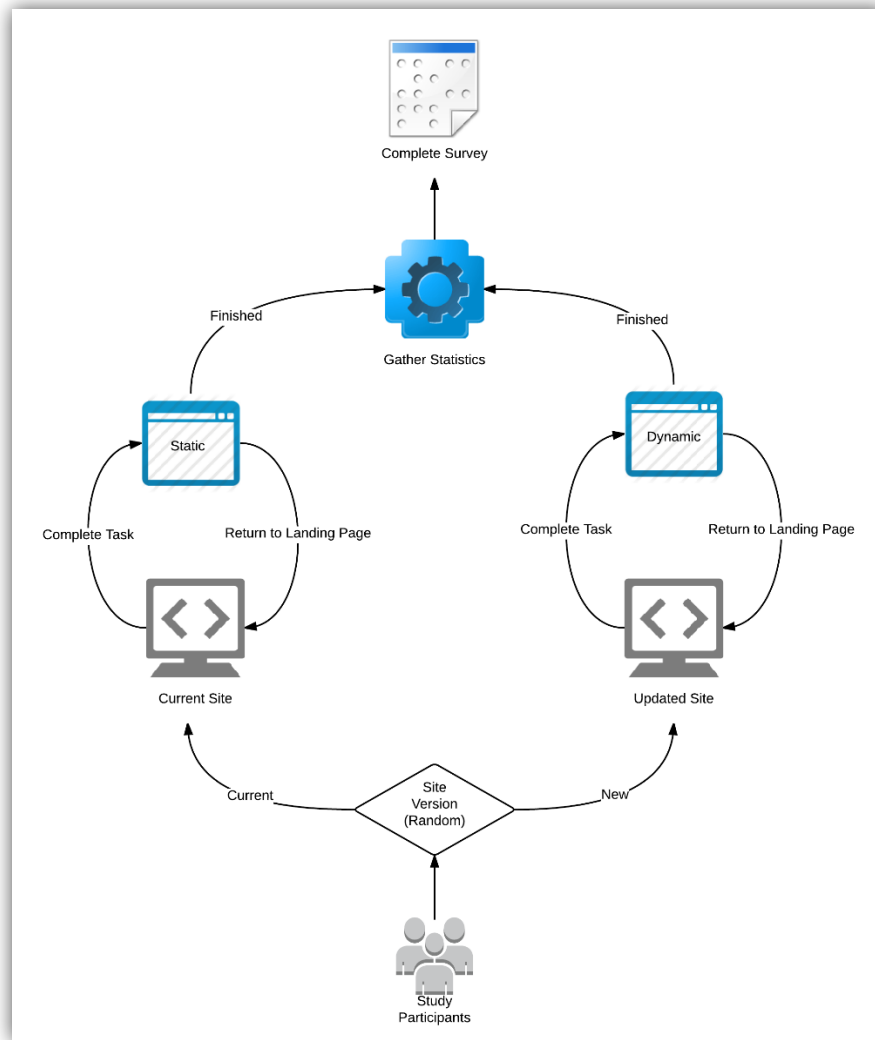 Complete Survey
Gather Statistics
Finished
Finished
Static
Dynamic
Complete Task
Return to Landing Page
Complete Task
Return to Landing Page
Current Site
Updated Site
Current
New
Site
Version
(Random)
Study
Participants